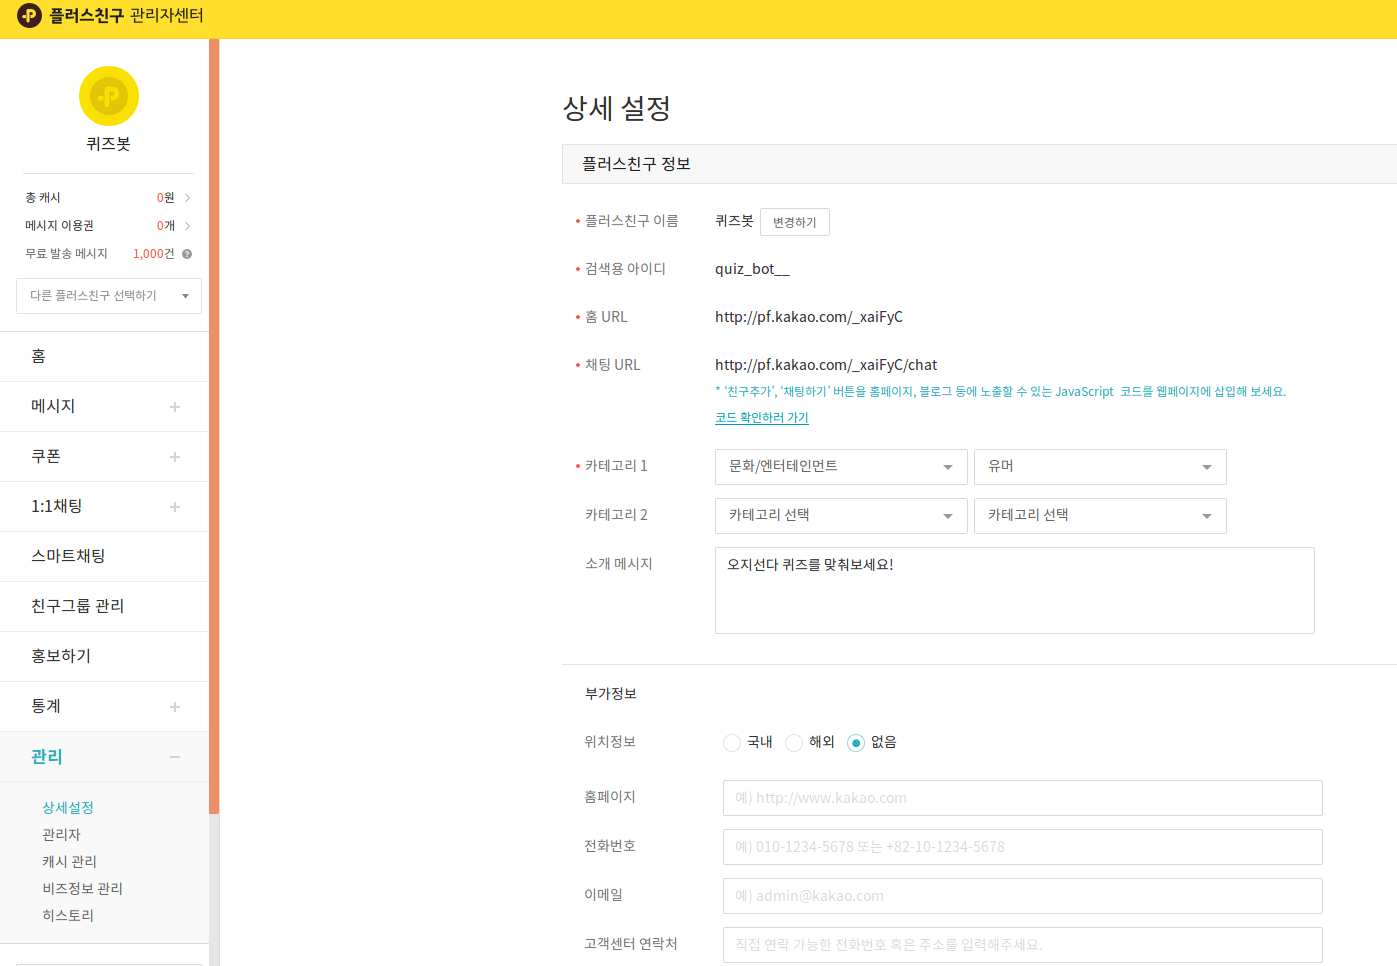 플러스친구 관리자센터
퀴즈봇
총 캐시 0원
메시지 이용권 0개
무료 발송 메시지 1,000건
다른 플러스친구 선택하기
홈
메시지
쿠폰
1:1채팅
스마트채팅
친구그룹 관리
홍보하기
통계
관리
상세설정
관리자
캐시 관리
비즈정보 관리
히스토리
상세 설정
플러스친구 정보
플러스친구 이름 퀴즈봇 변경하기
검색용 아이디 quiz_bot__
홈 URL http://pf.kakao.com/_xaiFyC
채팅 URL http://pf.kakao.com/_xaiFyC/chat
* ‘친구추가’, ‘채팅하기’ 버튼을 홈페이지, 블로그 등에 노출할 수 있는 JavaScript 코드를 웹페이지에 삽입해 보세요.
코드 확인하러 가기
카테고리 1 문화/엔터테인먼트 유머
카테고리 2 카테고리 선택 카테고리 선택
소개 메시지 오지선다 퀴즈를 맞춰보세요!
부가정보
위치정보 국내 해외 없음
홈페이지 예) http://www.kakao.com
전화번호 예) 010-1234-5678 또는 +82-10-1234-5678
이메일 예) admin@kakao.com
고객센터 연락처 직접 연락 가능한 전화번호 혹은 주소를 입력해주세요.